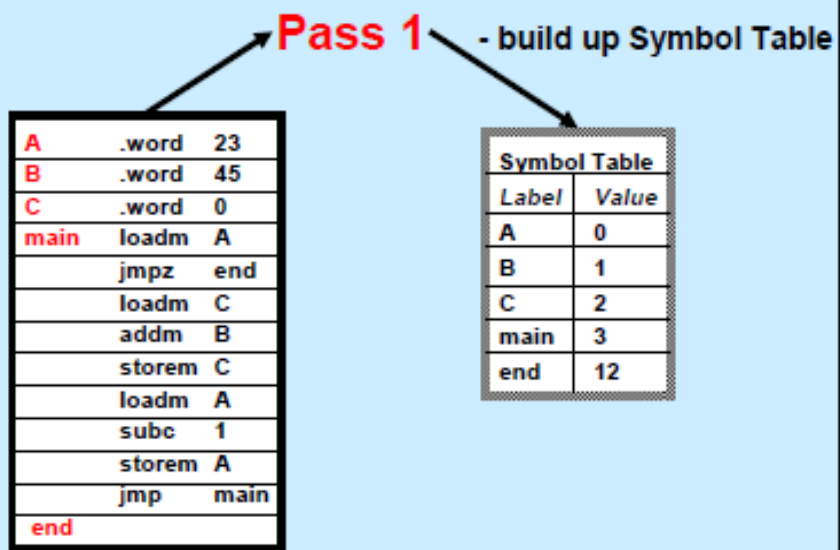 Pass 1 - build up Symbol Table
A .word 23
B .word 45
C .word 0
main loadm A
jmpz end
loadm C
addm B
storem C
loadm A
subc 1
storem A
jmp main
end
Symbol Table
Label Value
A 0
B 1
C 2
main 3
end 12